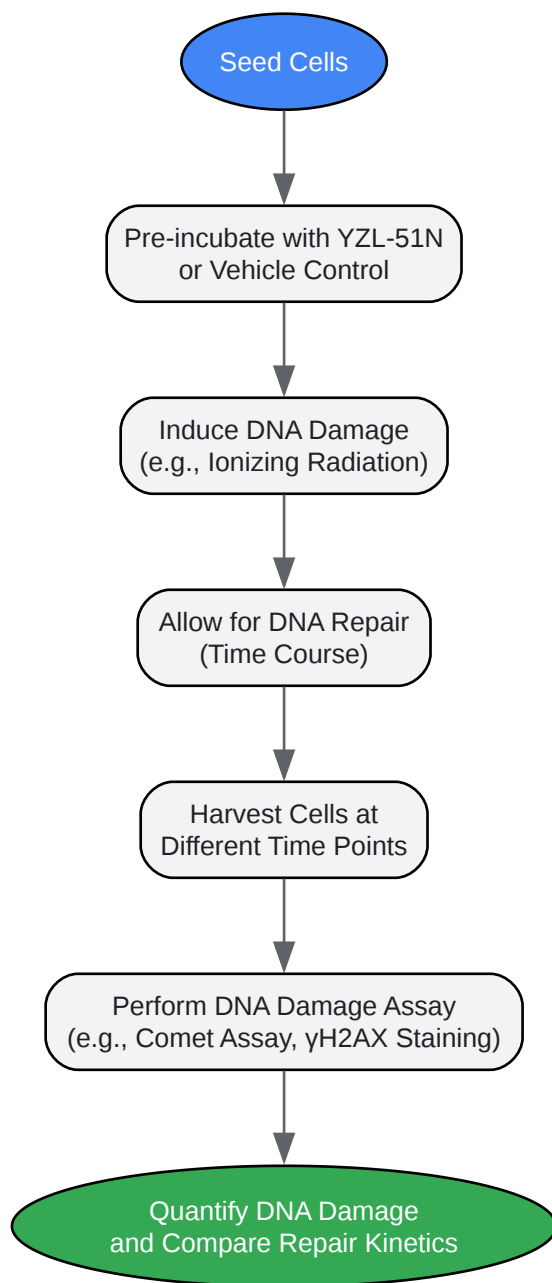 Seed Cells
Pre-incubate with YZL-51N
or Vehicle Control
Induce DNA Damage
(e.g., Ionizing Radiation)
Allow for DNA Repair
(Time Course)
Harvest Cells at
Different Time Points
Perform DNA Damage Assay
(e.g., Comet Assay, γH2AX Staining)
Quantify DNA Damage
and Compare Repair Kinetics